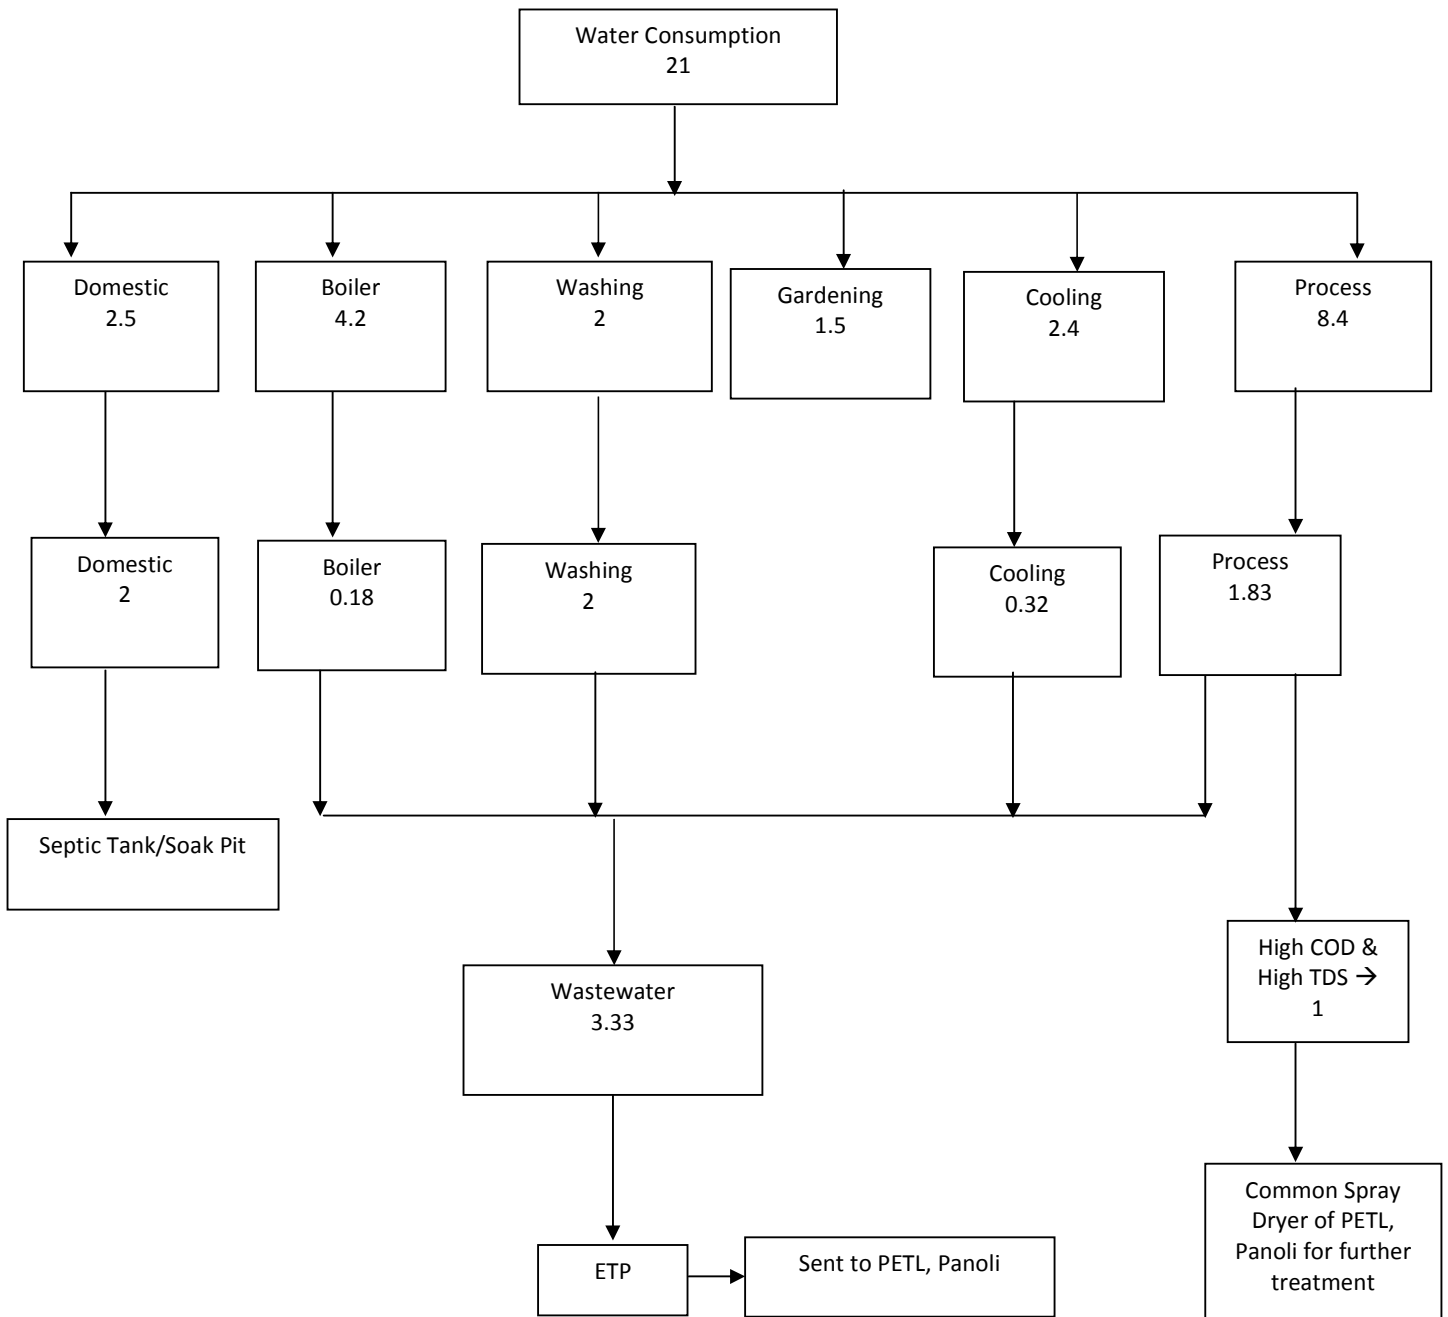 Water Consumption
21
Domestic
2.5
Boiler
4.2
Washing
2
Gardening
1.5
Cooling
2.4
Process
8.4
Domestic
2
Boiler
0.18
Washing
2
Cooling
0.32
Process
1.83
Septic Tank/Soak Pit
Wastewater
3.33
High COD &
High TDS →
1
ETP
Sent to PETL, Panoli
Common Spray
Dryer of PETL,
Panoli for further
treatment